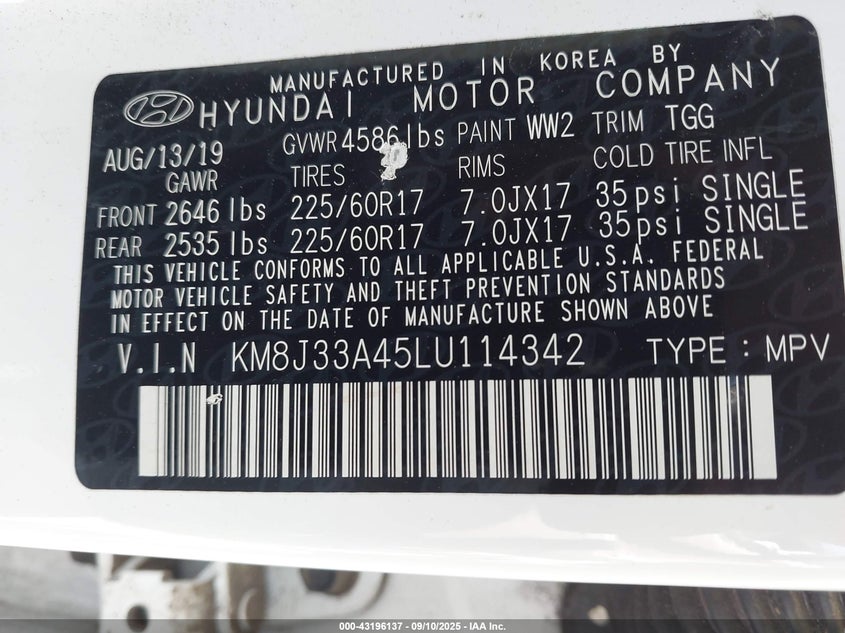 MANUFACTURED IN KOREA BY
HYUNDAI MOTOR COMPANY
AUG/13/19 GVWR 4586lbs PAINT WW2 TRIM TGG
GAWR TIRES RIMS COLD TIRE INFL
FRONT 2646 lbs 225/60R17 7.0JX17 35psi SINGLE
REAR 2535 lbs 225/60R17 7.0JX17 35psi SINGLE
THIS VEHICLE CONFORMS TO ALL APPLICABLE U.S.A. FEDERAL
MOTOR VEHICLE SAFETY AND THEFT PREVENTION STANDARDS
IN EFFECT ON THE DATE OF MANUFACTURE SHOWN ABOVE
V.I.N KM8J33A45LU114342 TYPE : MPV
000-43196137 - 09/10/2025 - IAA Inc.